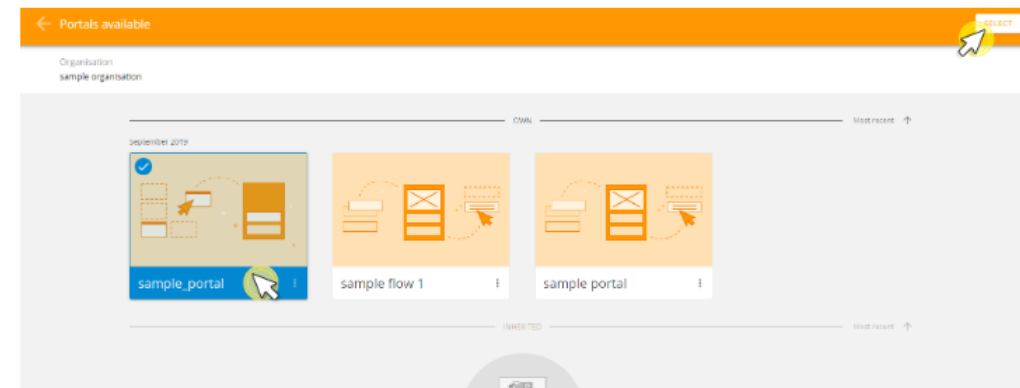 Portals available
SELECT
Organisation
sample organisation
OWN
Most recent
September 2019
sample_portal
sample flow 1
sample portal
INHERITED
Most recent